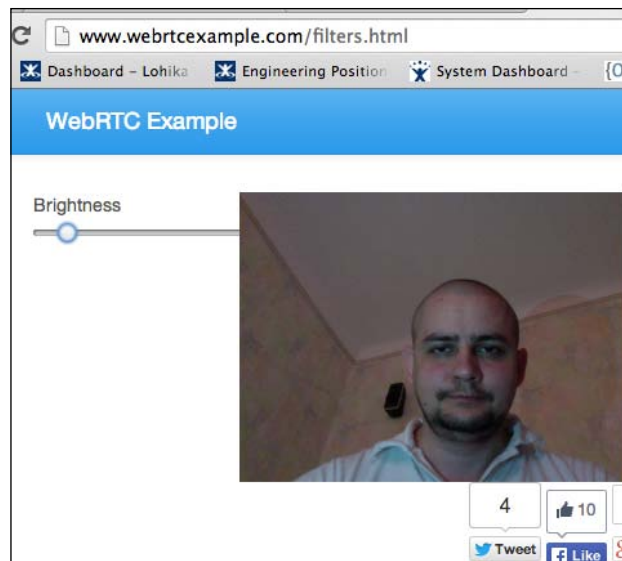 www.webrtcexample.com/filters.html
Dashboard – Lohika
Engineering Position
System Dashboard –
WebRTC Example
Brightness
4
10
Tweet
Like